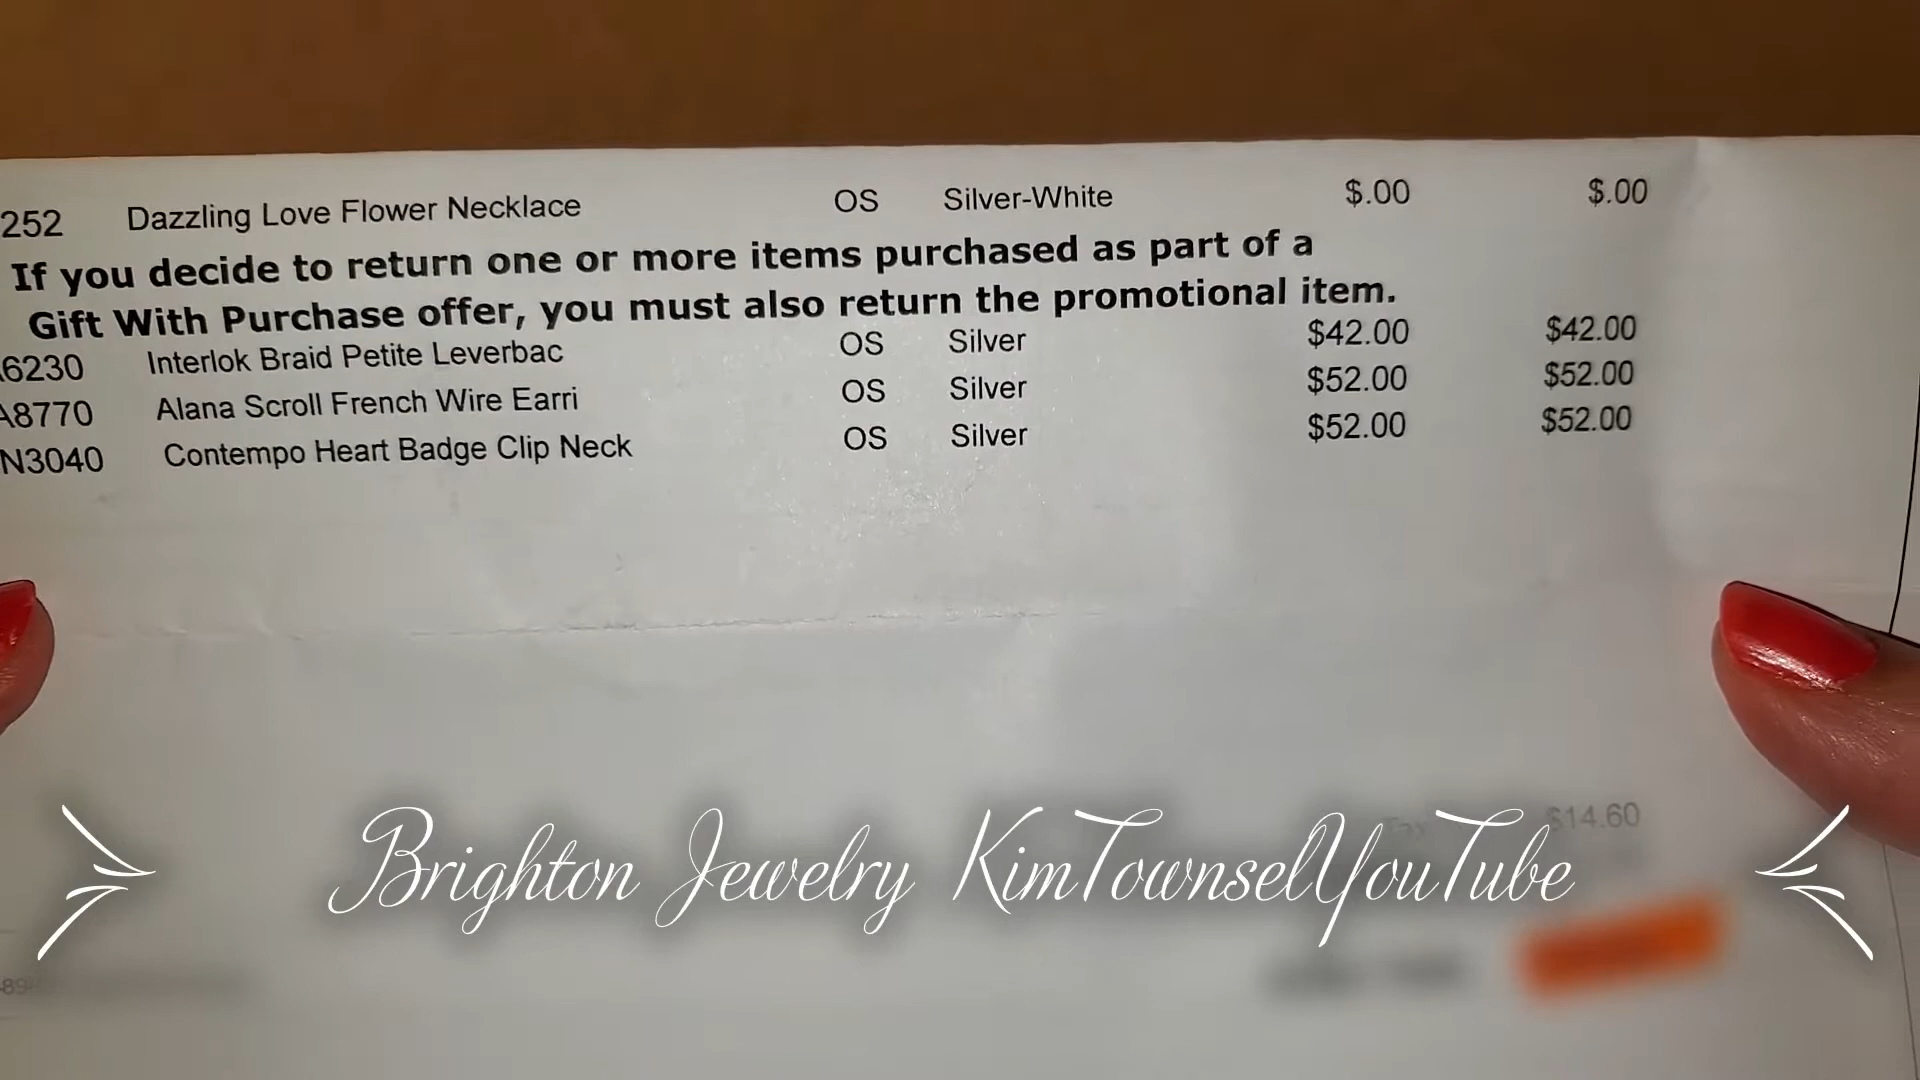 252 Dazzling Love Flower Necklace OS Silver-White $.00 $.00
If you decide to return one or more items purchased as part of a
Gift With Purchase offer, you must also return the promotional item.
6230 Interlok Braid Petite Leverbac OS Silver $42.00 $42.00
A8770 Alana Scroll French Wire Earri OS Silver $52.00 $52.00
N3040 Contempo Heart Badge Clip Neck OS Silver $52.00 $52.00
Tax $14.60
Brighton Jewelry KimTownselYouTube